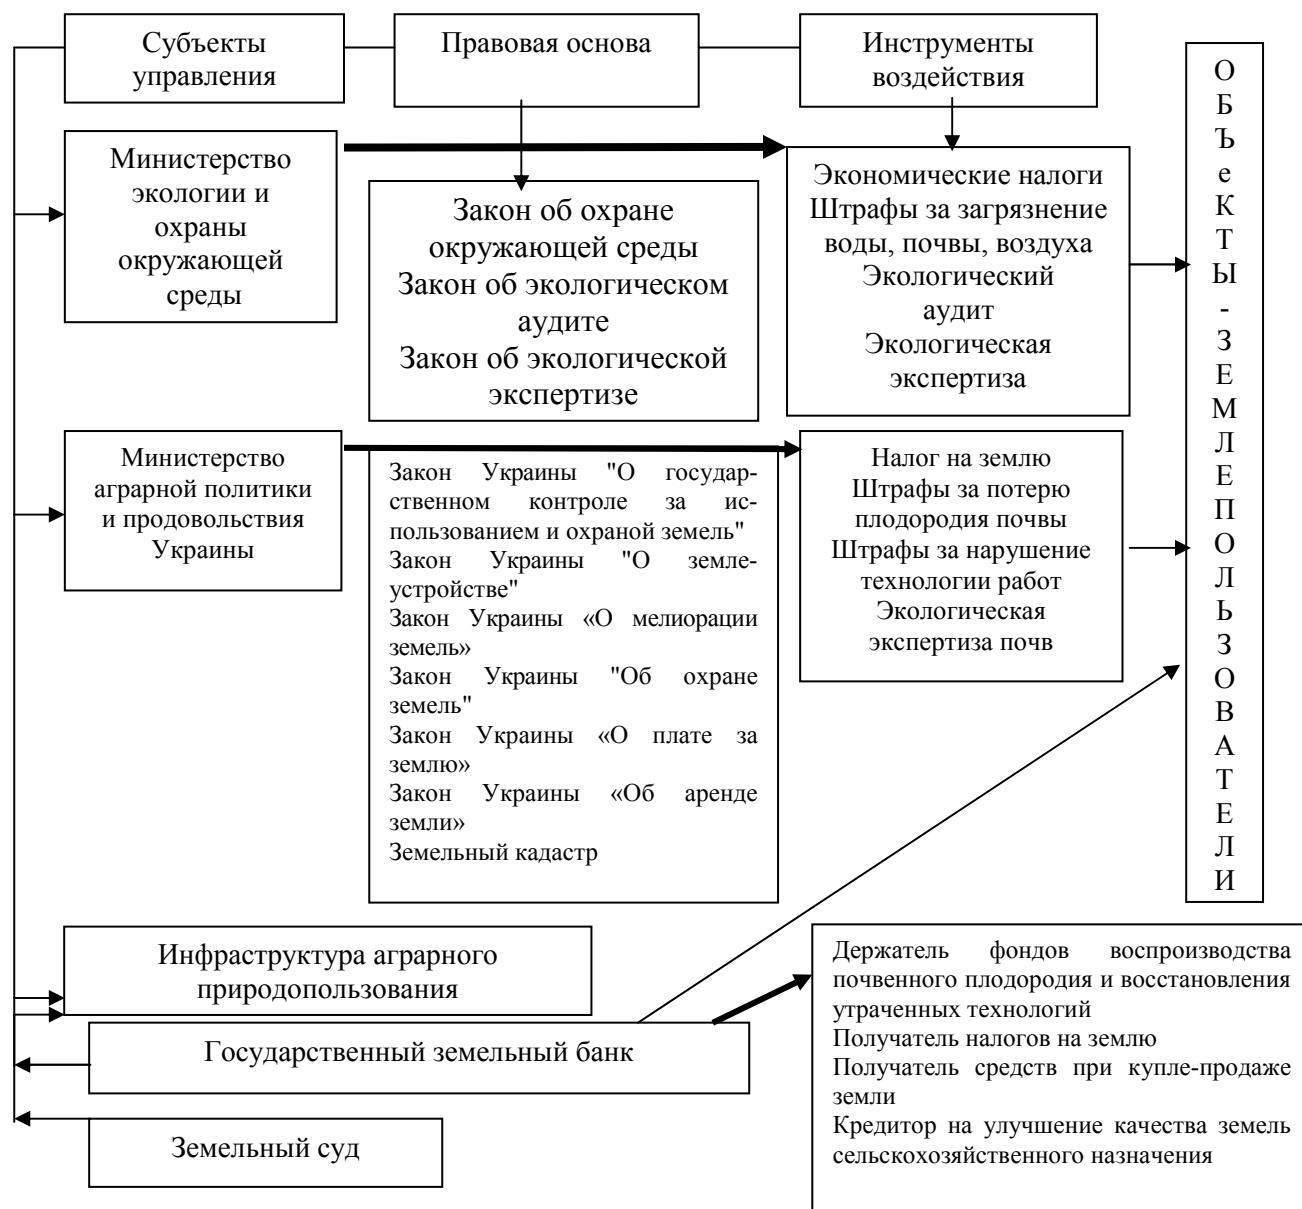 Субъекты
управления
Правовая основа
Инструменты
воздействия
Министерство
экологии и
охраны
окружающей
среды
Закон об охране
окружающей среды
Закон об экологическом
аудите
Закон об экологической
экспертизе
Экономические налоги
Штрафы за загрязнение
воды, почвы, воздуха
Экологический
аудит
Экологическая
экспертиза
Министерство
аграрной политики
и продовольствия
Украины
Закон Украины "О государ-
ственном контроле за ис-
пользованием и охраной земель"
Закон Украины "О земле-
устройстве"
Закон Украины «О мелиорации
земель»
Закон Украины "Об охране
земель"
Закон Украины «О плате за
землю»
Закон Украины «Об аренде
земли»
Земельный кадастр
Налог на землю
Штрафы за потерю
плодородия почвы
Штрафы за нарушение
технологии работ
Экологическая
экспертиза почв
О
Б
Ъ
е
К
Т
Ы
-
З
Е
М
Л
Е
П
О
Л
Ь
З
О
В
А
Т
Е
Л
И
Инфраструктура аграрного
природопользования
Государственный земельный банк
Земельный суд
Держатель фондов воспроизводства
почвенного плодородия и восстановления
утраченных технологий
Получатель налогов на землю
Получатель средств при купле-продаже
земли
Кредитор на улучшение качества земель
сельскохозяйственного назначения